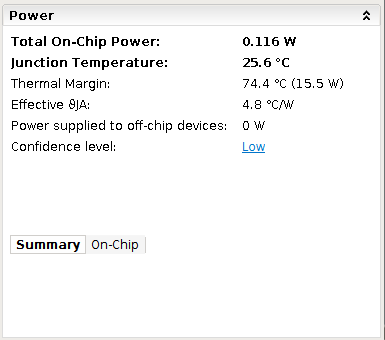 Power
Total On-Chip Power: 0.116 W
Junction Temperature: 25.6 °C
Thermal Margin: 74.4 °C (15.5 W)
Effective ϑJA: 4.8 °C/W
Power supplied to off-chip devices: 0 W
Confidence level: Low
Summary On-Chip